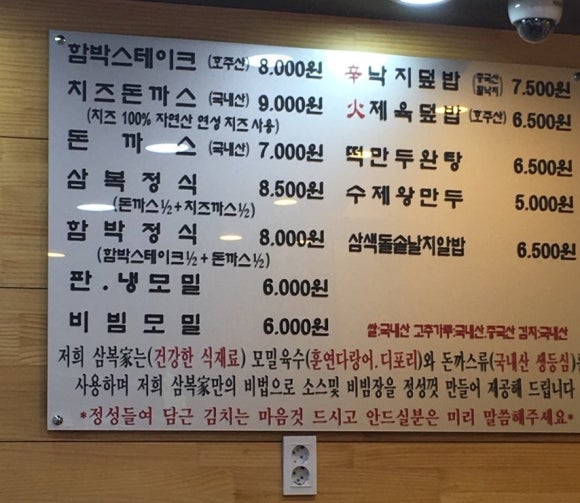 함박스테이크 (호주산) 8.000원
치즈돈까스 (국내산) 9.000원
(치즈 100% 자연산 연성 치즈 사용)
돈 까 스 (국내산) 7.000원
삼복정식 8.500원
(돈까스½+치즈까스½)
함박정식 8.000원
(함박스테이크½+돈까스½)
판.냉모밀 6.000원
비빔모밀 6.000원
辛낙지덮밥 (중국산 낙지) 7.500원
火제육덮밥 (호주산) 6.500원
떡만두완탕 6.500원
수제왕만두 5.000원
삼색돌솥날치알밥 6.500원
쌀:국내산 고추가루:국내산.중국산 김치:국내산
저희 삼복家는(건강한 식재료) 모밀육수(훈연다랑어.디포리)와 돈까스류(국내산 생등심)를
사용하며 저희 삼복家만의 비법으로 소스및 비빔장을 정성껏 만들어 제공해 드립니다
*정성들여 담근 김치는 마음것 드시고 안드실분은 미리 말씀해주세요*